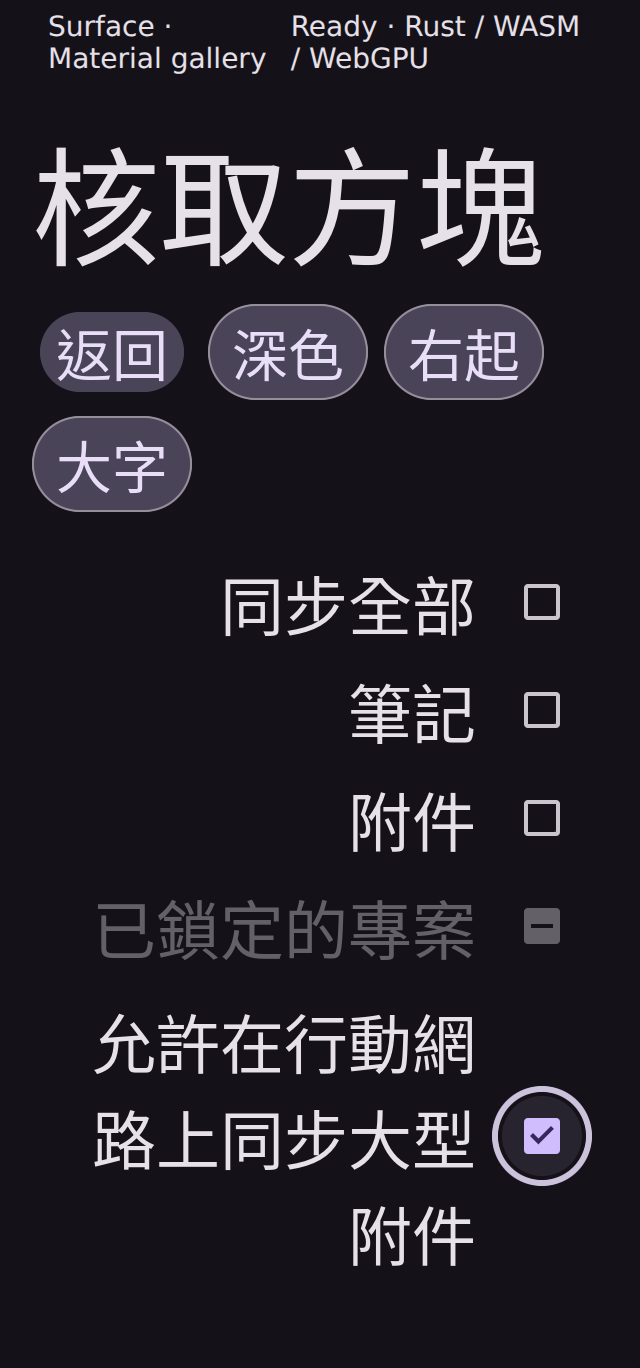 Surface ·
Material gallery
Ready · Rust / WASM
/ WebGPU
核取方塊
返回
深色
右起
大字
同步全部
筆記
附件
已鎖定的專案
允許在行動網
路上同步大型
附件